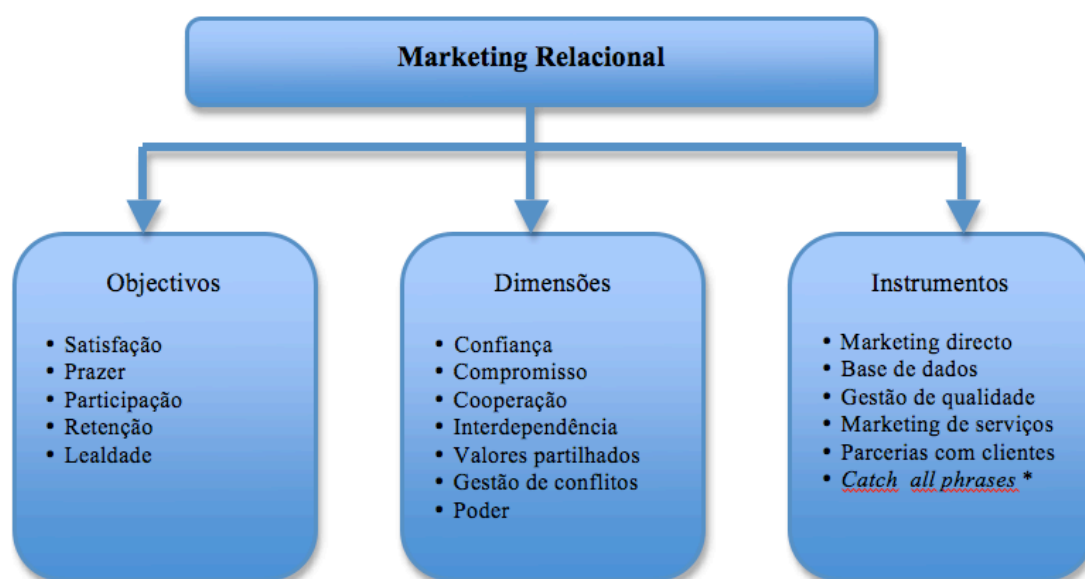 Marketing Relacional
Objectivos
• Satisfação
• Prazer
• Participação
• Retenção
• Lealdade
Dimensões
• Confiança
• Compromisso
• Cooperação
• Interdependência
• Valores partilhados
• Gestão de conflitos
• Poder
Instrumentos
• Marketing directo
• Base de dados
• Gestão de qualidade
• Marketing de serviços
• Parcerias com clientes
• Catch all phrases *